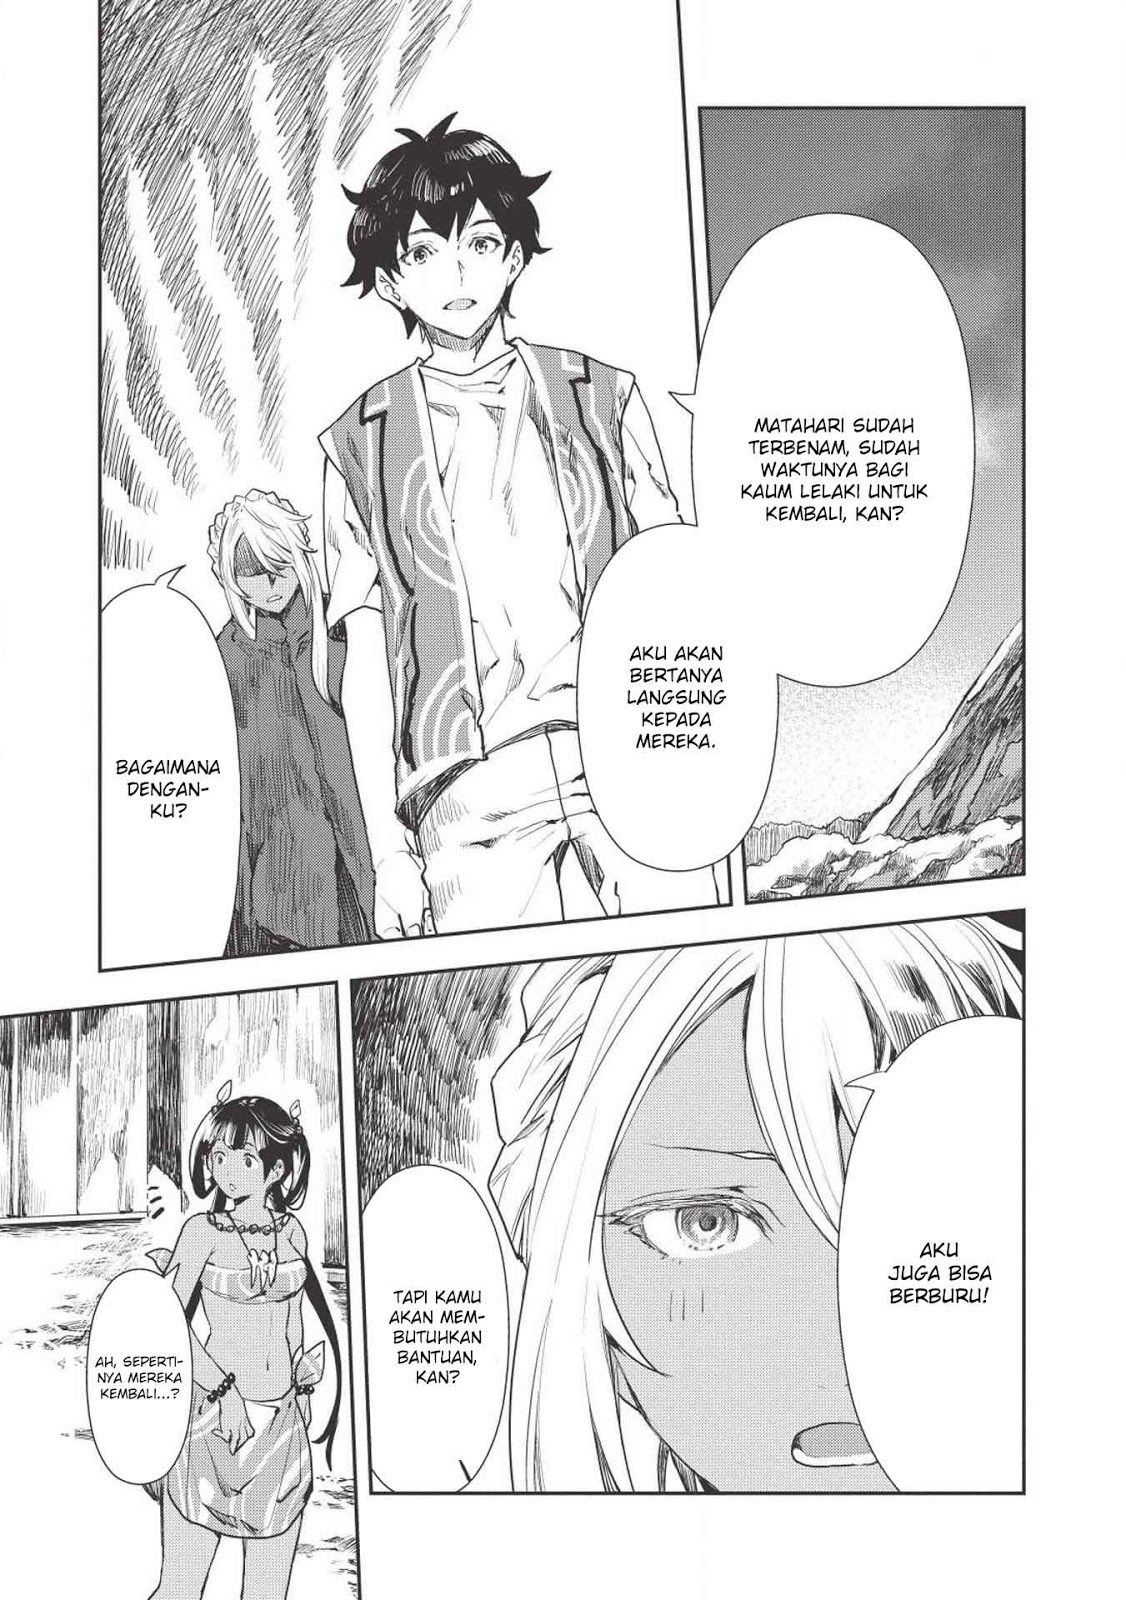 MATAHARI SUDAH
TERBENAM, SUDAH
WAKTUNYA BAGI
KAUM LELAKI UNTUK
KEMBALI, KAN?
AKU AKAN
BERTANYA
LANGSUNG
KEPADA
MEREKA.
BAGAIMANA
DENGAN-
KU?
AKU
JUGA BISA
BERBURU!
TAPI KAMU
AKAN MEM-
BUTUHKAN
BANTUAN,
KAN?
AH, SEPERTI-
NYA MEREKA
KEMBALI...?